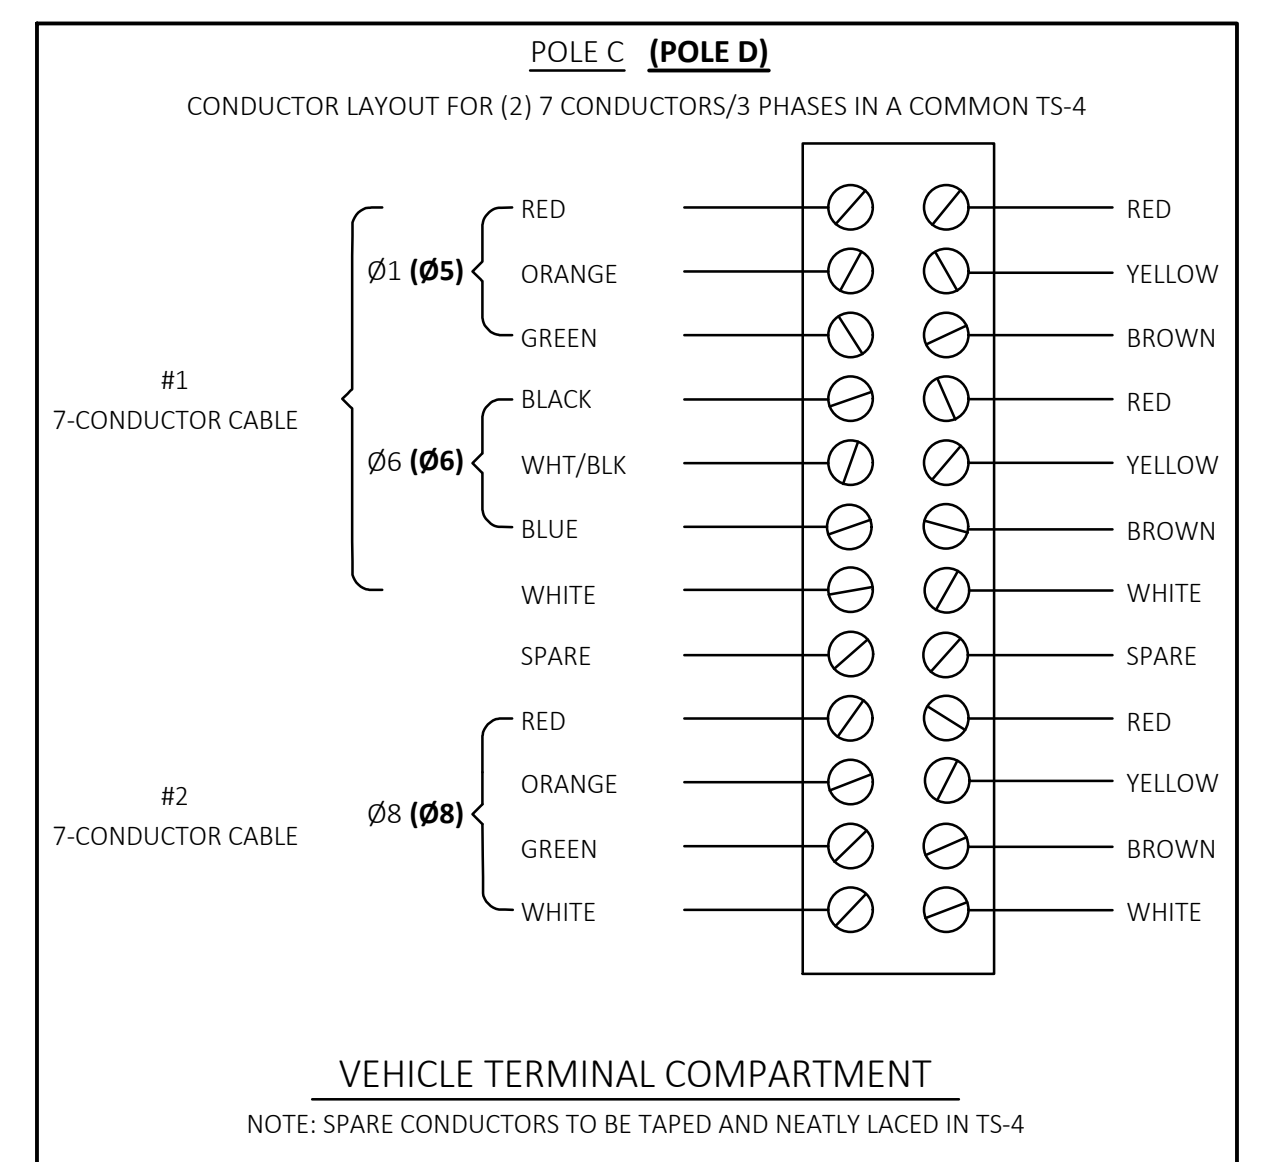 POLE C (POLE D)
CONDUCTOR LAYOUT FOR (2) 7 CONDUCTORS/3 PHASES IN A COMMON TS-4
RED RED
Ø1 (Ø5) ORANGE YELLOW
GREEN BROWN
#1
7-CONDUCTOR CABLE
BLACK RED
Ø6 (Ø6) WHT/BLK YELLOW
BLUE BROWN
WHITE WHITE
SPARE SPARE
RED RED
ORANGE YELLOW
#2
7-CONDUCTOR CABLE
Ø8 (Ø8)
GREEN BROWN
WHITE WHITE
VEHICLE TERMINAL COMPARTMENT
NOTE: SPARE CONDUCTORS TO BE TAPED AND NEATLY LACED IN TS-4